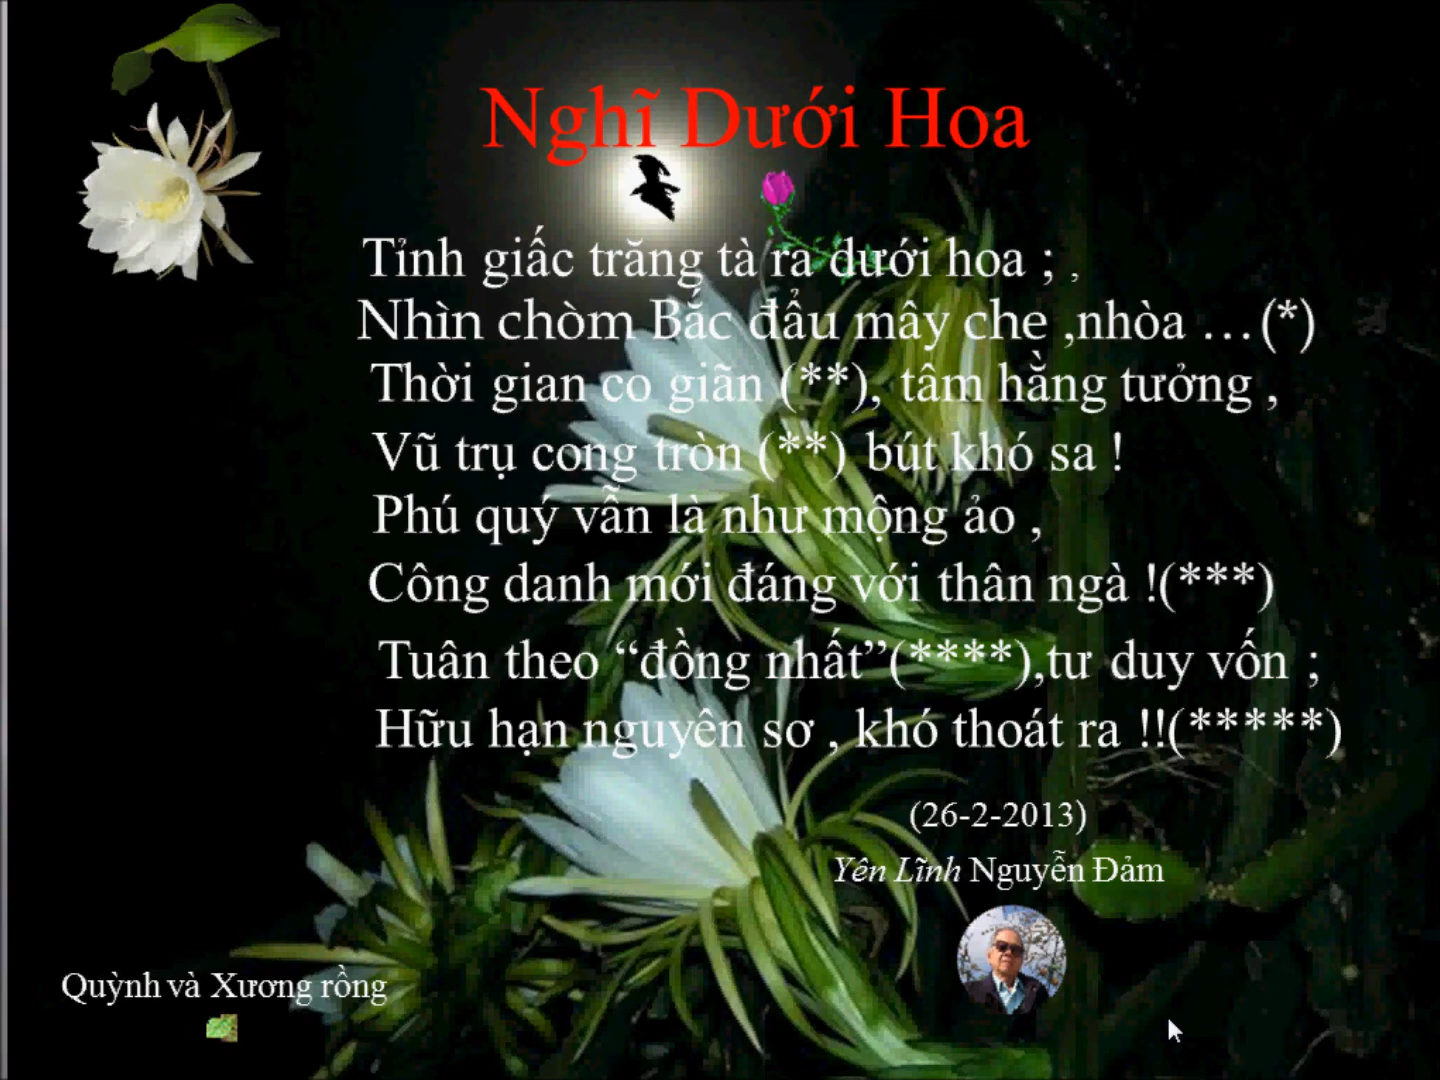 Nghĩ Dưới Hoa
Tỉnh giấc trăng tà ra dưới hoa ; ,
Nhìn chòm Bắc đẩu mây che ,nhòa …(*)
Thời gian co giãn (**), tâm hằng tưởng ,
Vũ trụ cong tròn (**) bút khó sa !
Phú quý vẫn là như mộng ảo ,
Công danh mới đáng với thân ngà !(***)
Tuân theo “đồng nhất”(****),tư duy vốn ;
Hữu hạn nguyên sơ , khó thoát ra !!(*****)
(26-2-2013)
Yên Lĩnh Nguyễn Đảm
Quỳnh và Xương rồng